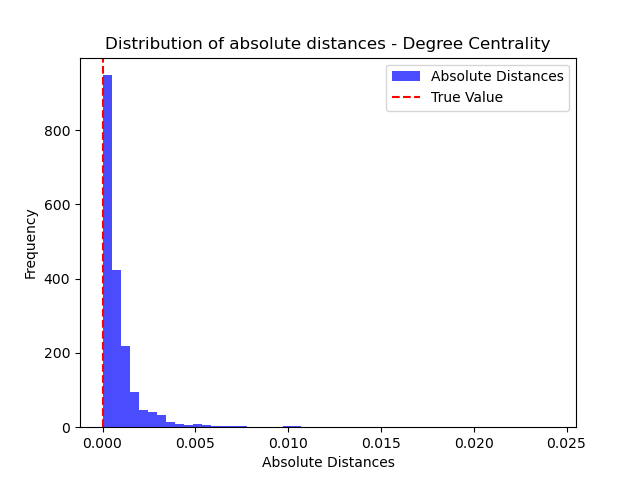 Distribution of absolute distances - Degree Centrality
Absolute Distances
True Value
Frequency
800
600
400
200
0
0.000 0.005 0.010 0.015 0.020 0.025
Absolute Distances